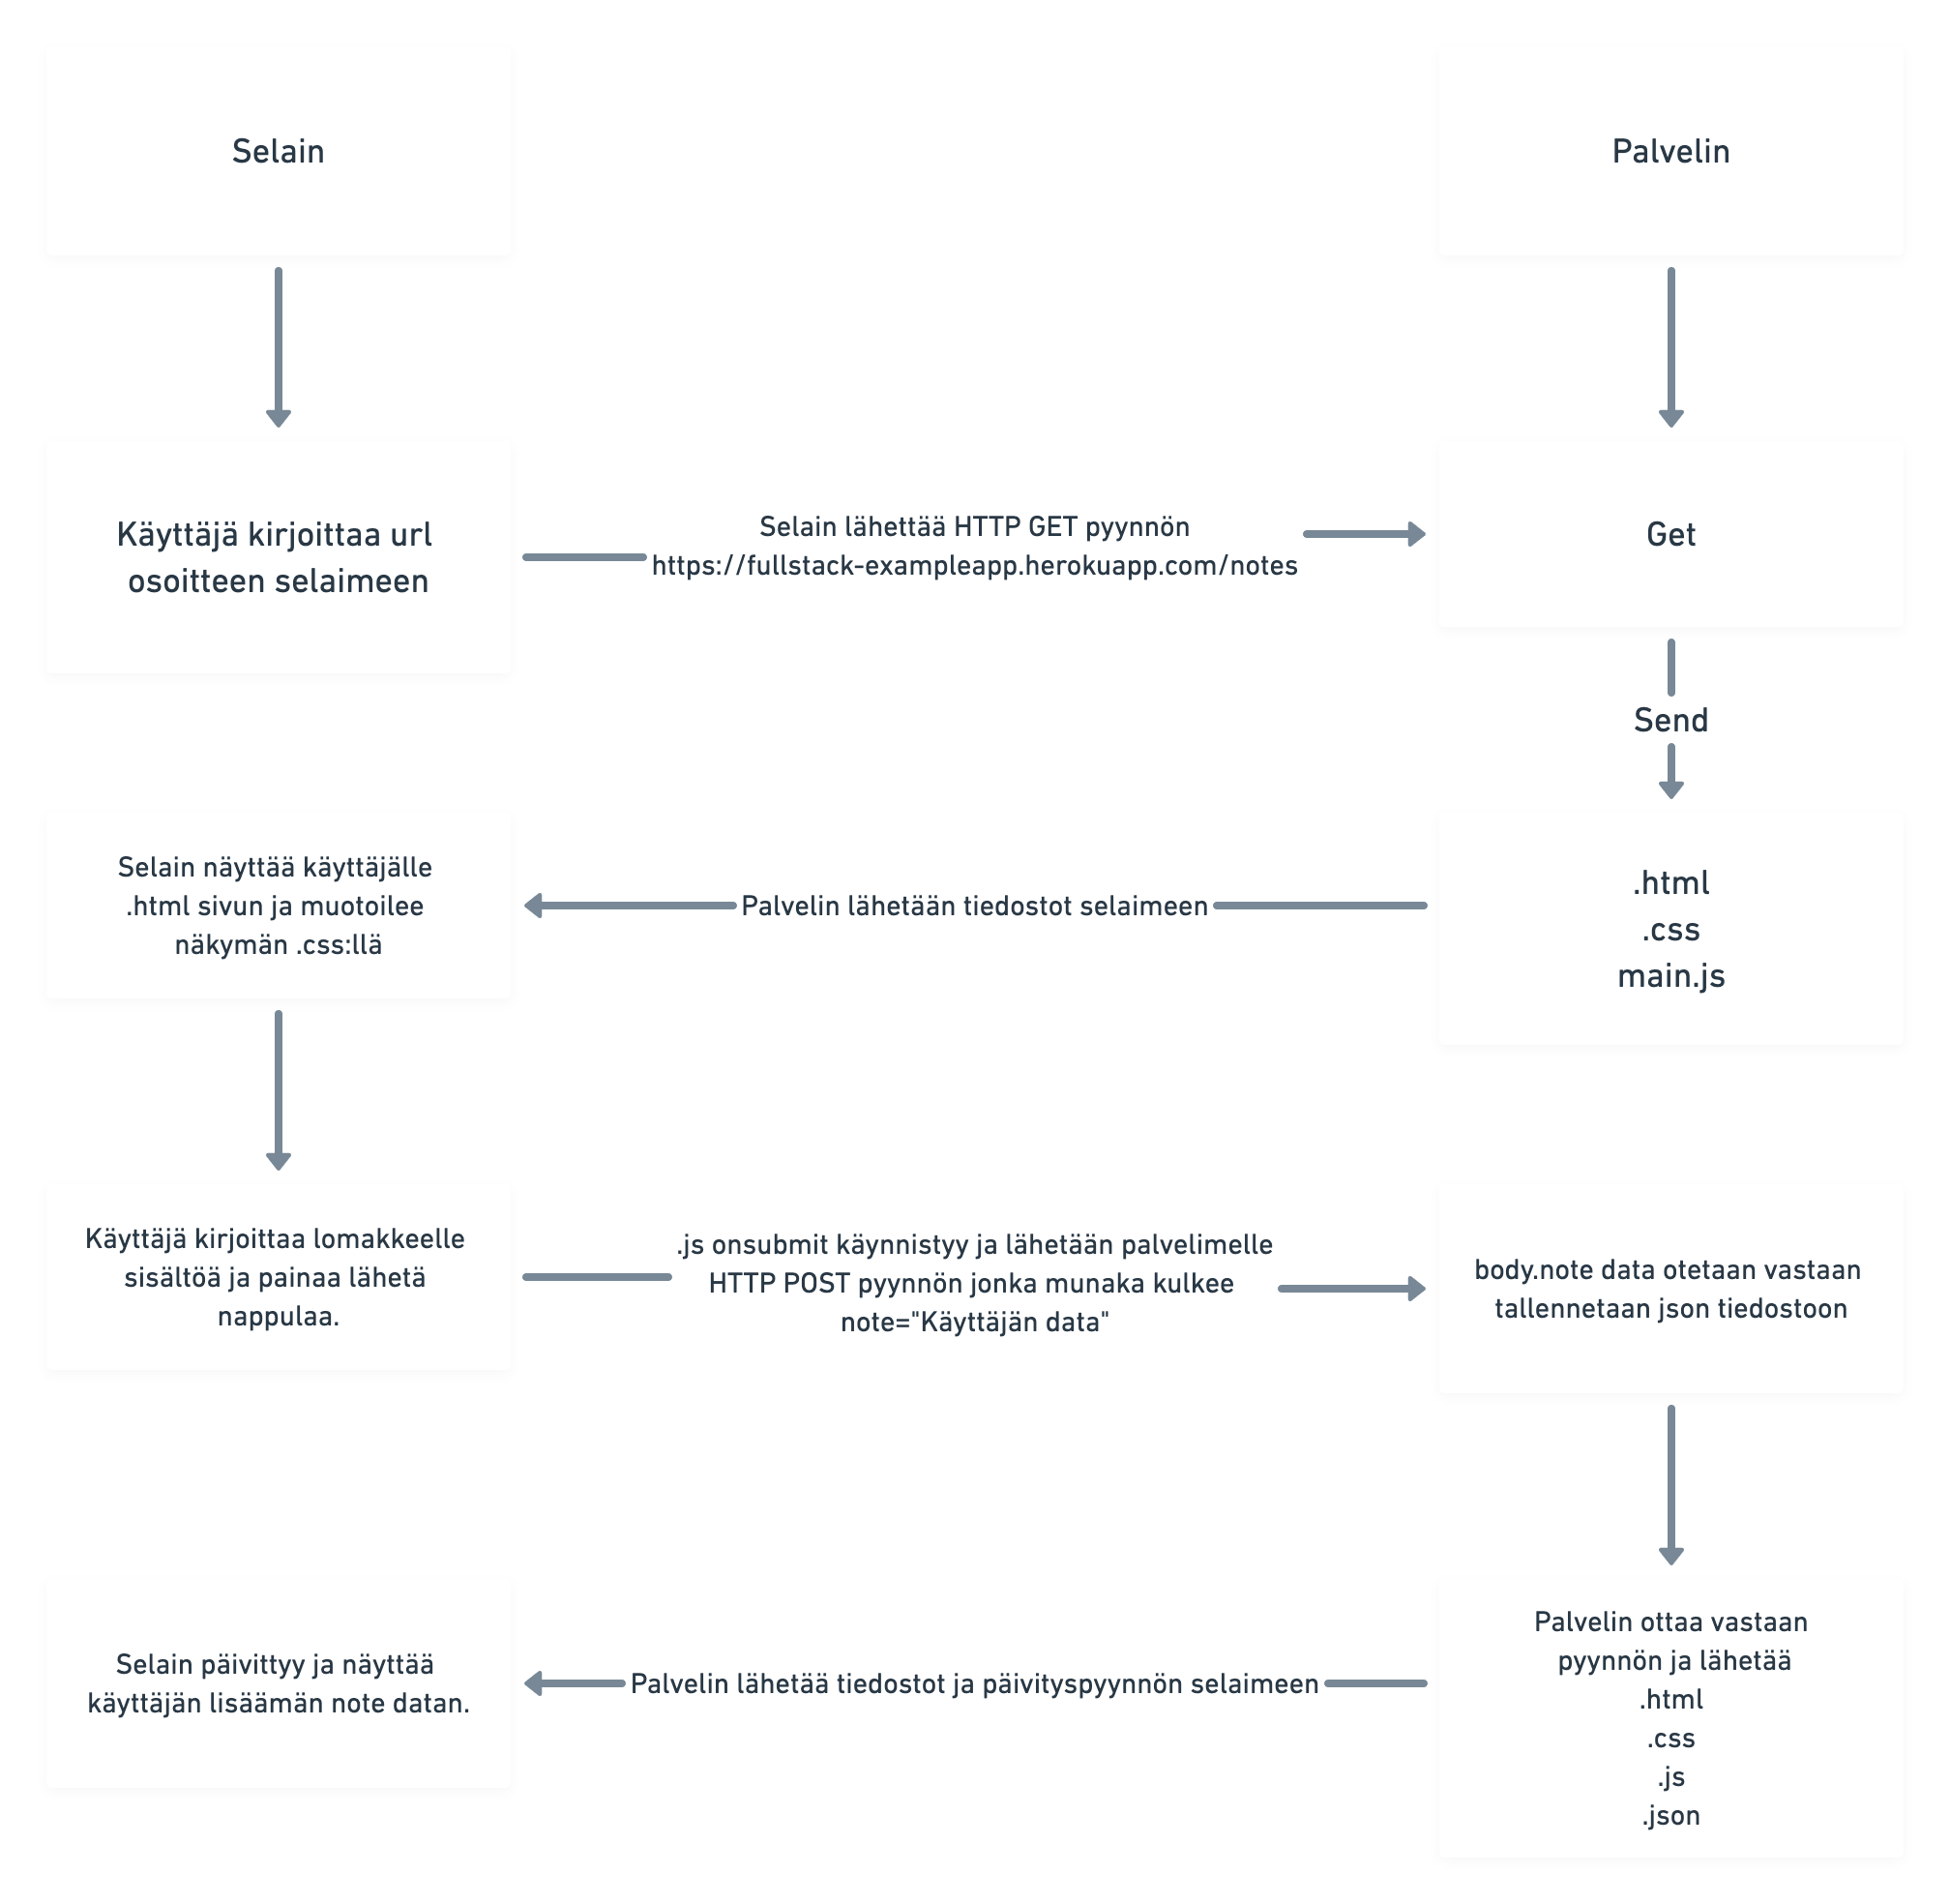 Selain
Palvelin
Käyttäjä kirjoittaa url
osoitteen selaimeen
Selain lähettää HTTP GET pyynnön
https://fullstack-exampleapp.herokuapp.com/notes
Get
Send
Selain näyttää käyttäjälle
.html sivun ja muotoilee
näkymän .css:llä
Palvelin lähetään tiedostot selaimeen
.html
.css
main.js
Käyttäjä kirjoittaa lomakkeelle
sisältöä ja painaa lähetä
nappulaa.
.js onsubmit käynnistyy ja lähetään palvelimelle
HTTP POST pyynnön jonka munaka kulkee
note="Käyttäjän data"
body.note data otetaan vastaan
tallennetaan json tiedostoon
Selain päivittyy ja näyttää
käyttäjän lisäämän note datan.
Palvelin lähetää tiedostot ja päivityspyynnön selaimeen
Palvelin ottaa vastaan
pyynnön ja lähetää
.html
.css
.js
.json